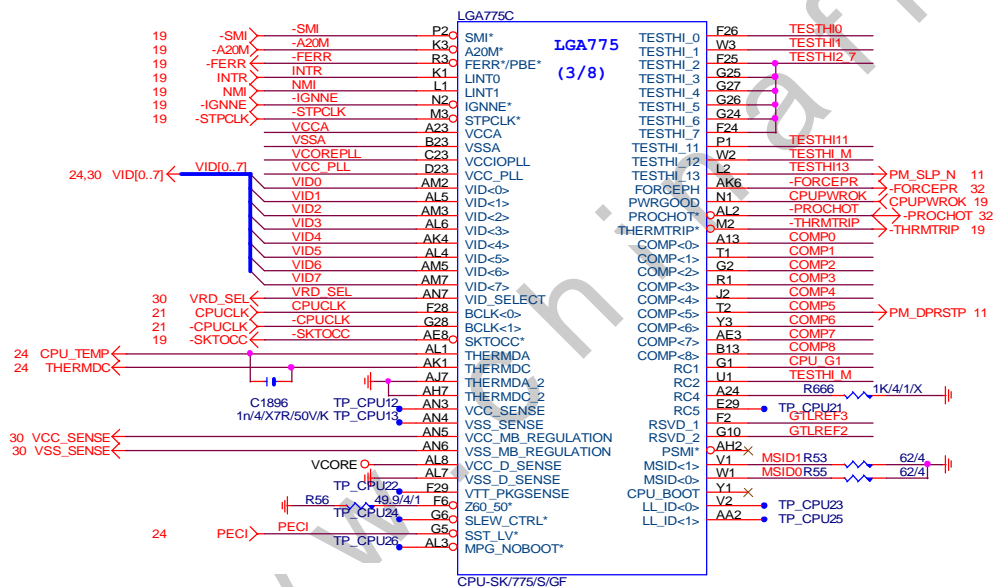 LGA775C
LGA775
(3/8)
19 -SMI -SMI P2 SMI* TESTHI_0 F26 TESTHI0
19 -A20M -A20M K3 A20M* TESTHI_1 W3 TESTHI1
19 -FERR -FERR R3 FERR*/PBE* TESTHI_2 F25 TESTHI2_7
19 INTR INTR K1 LINT0 TESTHI_3 G25
19 NMI NMI L1 LINT1 TESTHI_4 G27
19 -IGNNE -IGNNE N2 IGNNE* TESTHI_5 G26
19 -STPCLK -STPCLK M3 STPCLK* TESTHI_6 G24
VCCA A23 VCCA TESTHI_7 F24
VSSA B23 VSSA TESTHI_11 P1 TESTHI11
VCOREPLL C23 VCCIOPLL TESTHI_12 W2 TESTHI_M
VCC_PLL D23 VCC_PLL TESTHI_13 L2 TESTHI13 PM_SLP_N 11
24,30 VID[0..7] VID[0..7]
VID0 AM2 VID<0> FORCEPH AK6 -FORCEPR -FORCEPR 32
VID1 AL5 VID<1> PWRGOOD N1 CPUPWROK CPUPWROK 19
VID2 AM3 VID<2> PROCHOT* AL2 -PROCHOT -PROCHOT 32
VID3 AL6 VID<3> THERMTRIP* M2 -THRMTRIP -THRMTRIP 19
VID4 AK4 VID<4> COMP<0> A13 COMP0
VID5 AL4 VID<5> COMP<1> T1 COMP1
VID6 AM5 VID<6> COMP<2> G2 COMP2
VID7 AM7 VID<7> COMP<3> R1 COMP3
30 VRD_SEL VRD_SEL AN7 VID_SELECT COMP<4> J2 COMP4
21 CPUCLK CPUCLK F28 BCLK<0> COMP<5> T2 COMP5 PM_DPRSTP 11
21 -CPUCLK -CPUCLK G28 BCLK<1> COMP<6> Y3 COMP6
19 -SKTOCC -SKTOCC AE8 SKTOCC* COMP<7> AE3 COMP7
24 CPU_TEMP AL1 THERMDA COMP<8> B13 COMP8
24 THERMDC AK1 THERMDC RC1 G1 CPU_G1
AJ7 THERMDA_2 RC2 U1 TESTHI_M
C1896
1n/4/X7R/50V/K
AH7 THERMDC_2 RC4 A24 R666 1K/4/1/X
TP_CPU12 AN3 VCC_SENSE RC5 E29 TP_CPU21
TP_CPU13 AN4 VSS_SENSE RSVD_1 F2 GTLREF3
30 VCC_SENSE AN5 VCC_MB_REGULATION RSVD_2 G10 GTLREF2
30 VSS_SENSE AN6 VSS_MB_REGULATION PSMI* AH2
VCORE AL8 VCC_D_SENSE MSID<1> V1 MSID1 R53 62/4
AL7 VSS_D_SENSE MSID<0> W1 MSID0 R55 62/4
TP_CPU22 F29 VTT_PKGSENSE CPU_BOOT Y1
R56 49.9/4/1 F6 Z60_50* LL_ID<0> V2 TP_CPU23
TP_CPU24 G6 SLEW_CTRL* LL_ID<1> AA2 TP_CPU25
24 PECI PECI G5 SST_LV*
TP_CPU26 AL3 MPG_NOBOOT*
CPU-SK/775/S/GF
w.chinaf